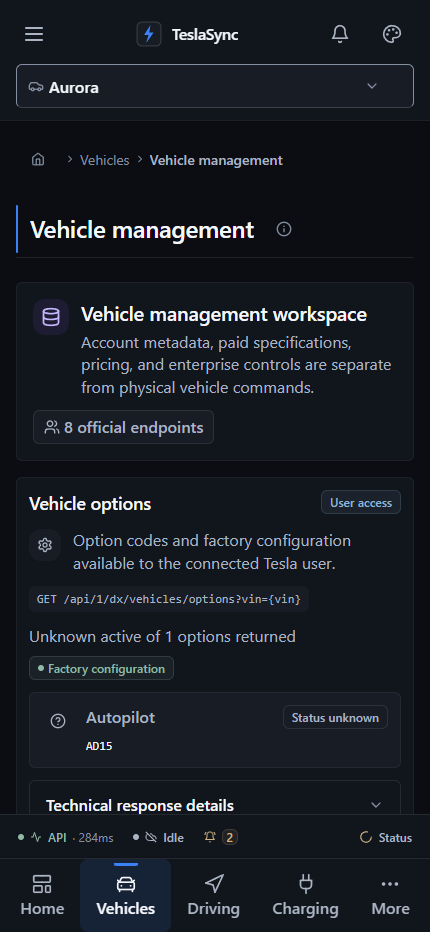 TeslaSync
Aurora
Vehicles
Vehicle management
Vehicle management
Vehicle management workspace
Account metadata, paid specifications,
pricing, and enterprise controls are separate
from physical vehicle commands.
8 official endpoints
Vehicle options
User access
Option codes and factory configuration
available to the connected Tesla user.
GET /api/1/dx/vehicles/options?vin={vin}
Unknown active of 1 options returned
Factory configuration
Autopilot
Status unknown
AD15
Technical response details
API · 284ms
Idle
2
Status
Home
Vehicles
Driving
Charging
More